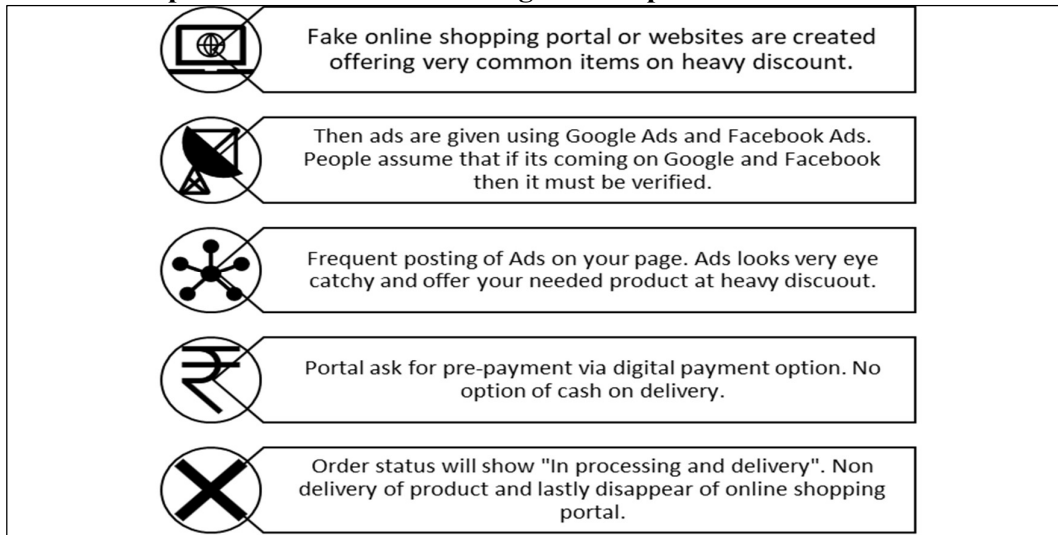 Fake online shopping portal or websites are created
offering very common items on heavy discount.
Then ads are given using Google Ads and Facebook Ads.
People assume that if its coming on Google and Facebook
then it must be verified.
Frequent posting of Ads on your page. Ads looks very eye
catchy and offer your needed product at heavy discuout.
Portal ask for pre-payment via digital payment option. No
option of cash on delivery.
Order status will show "In processing and delivery". Non
delivery of product and lastly disappear of online shopping
portal.